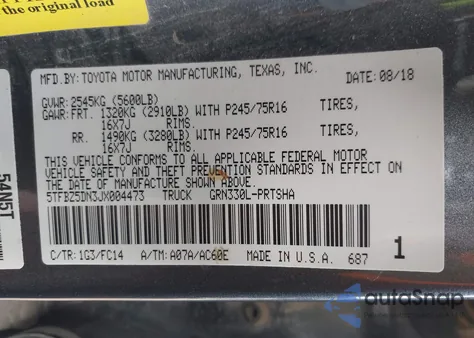 the original load
MFD.BY:TOYOTA MOTOR MANUFACTURING, TEXAS, INC.
DATE:08/18
GVWR:2545KG (5600LB)
GAWR:FRT. 1320KG (2910LB) WITH P245/75R16 TIRES,
16X7J RIMS.
RR. 1490KG (3280LB) WITH P245/75R16 TIRES,
16X7J RIMS.
THIS VEHICLE CONFORMS TO ALL APPLICABLE FEDERAL MOTOR
VEHICLE SAFETY AND THEFT PREVENTION STANDARDS IN EFFECT ON
THE DATE OF MANUFACTURE SHOWN ABOVE.
5TFBZ5DN3JX004473 TRUCK GRN330L-PRTSHA
C/TR:1G3/FC14 A/TM:A07A/AC60E MADE IN U.S.A. 687
1
54N5T
autoSnap